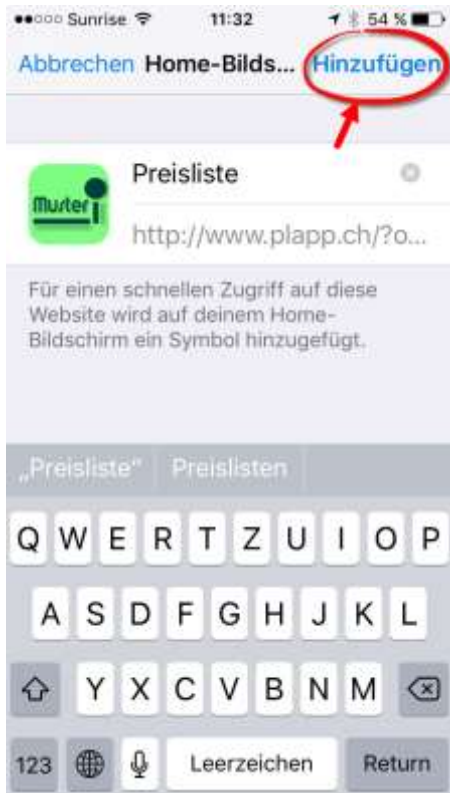 Sunrise 11:32 54 %
Abbrechen Home-Bilds... Hinzufügen
Preisliste
Muster
http://www.plapp.ch/?o...
Für einen schnellen Zugriff auf diese
Website wird auf deinem Home-
Bildschirm ein Symbol hinzugefügt.
„Preisliste“ Preislisten
Q W E R T Z U I O P
A S D F G H J K L
Y X C V B N M
123 Leerzeichen Return